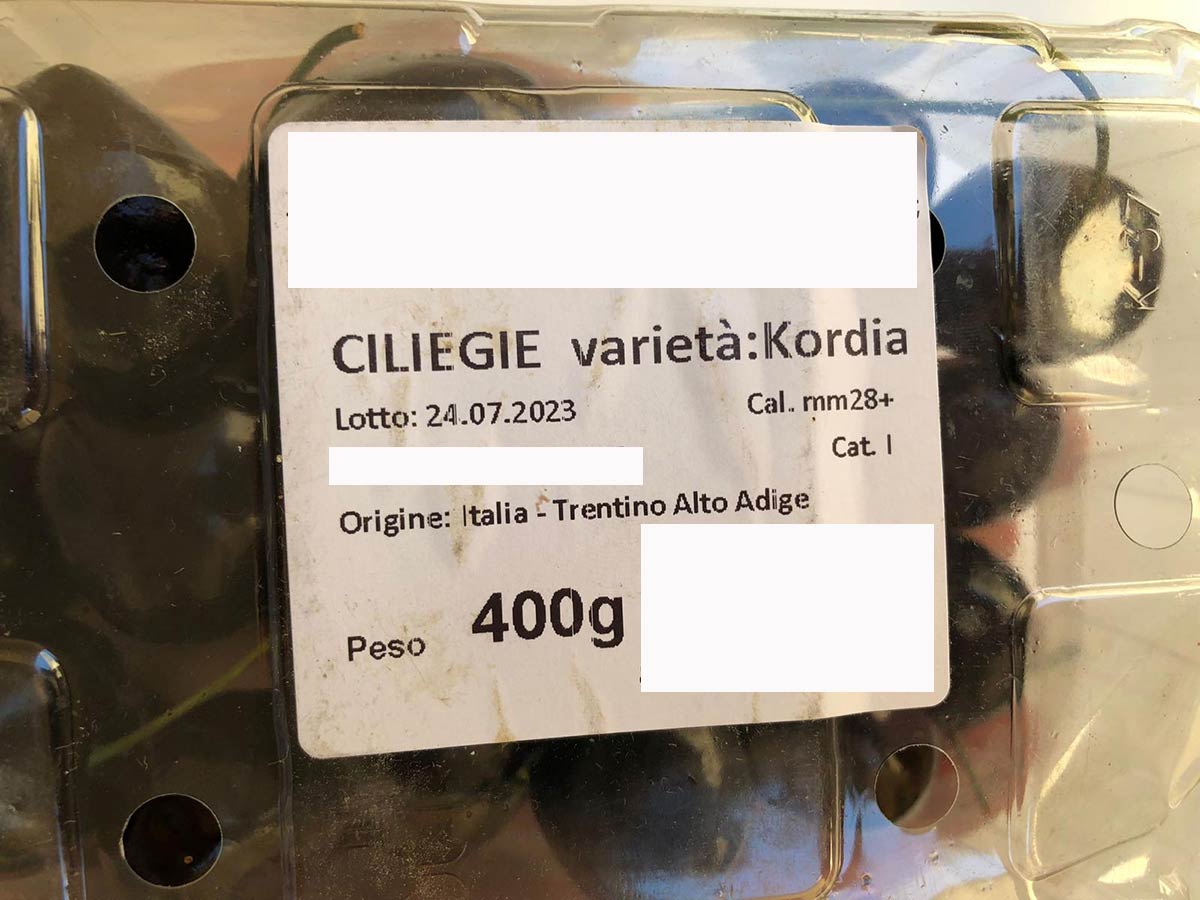 CILIEGIE varietà:Kordia
Lotto: 24.07.2023 Cal. mm28+
Cat. I
Origine: Italia - Trentino Alto Adige
Peso 400g